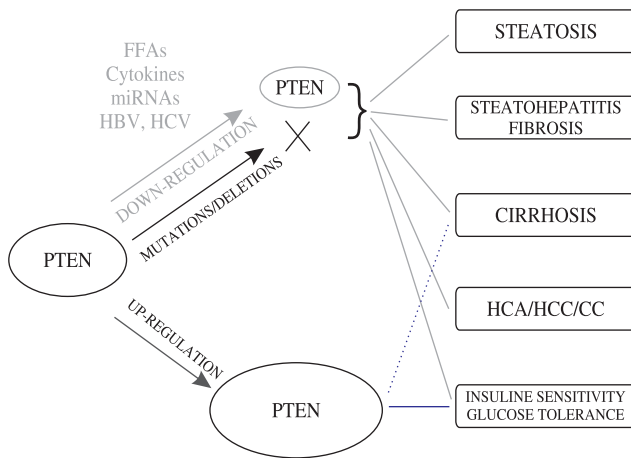 FFAs
Cytokines
miRNAs
HBV, HCV
DOWN-REGULATION
MUTATIONS/DELETIONS
PTEN
PTEN
UP-REGULATION
PTEN
STEATOSIS
STEATOHEPATITIS
FIBROSIS
CIRRHOSIS
HCA/HCC/CC
INSULINE SENSITIVITY
GLUCOSE TOLERANCE